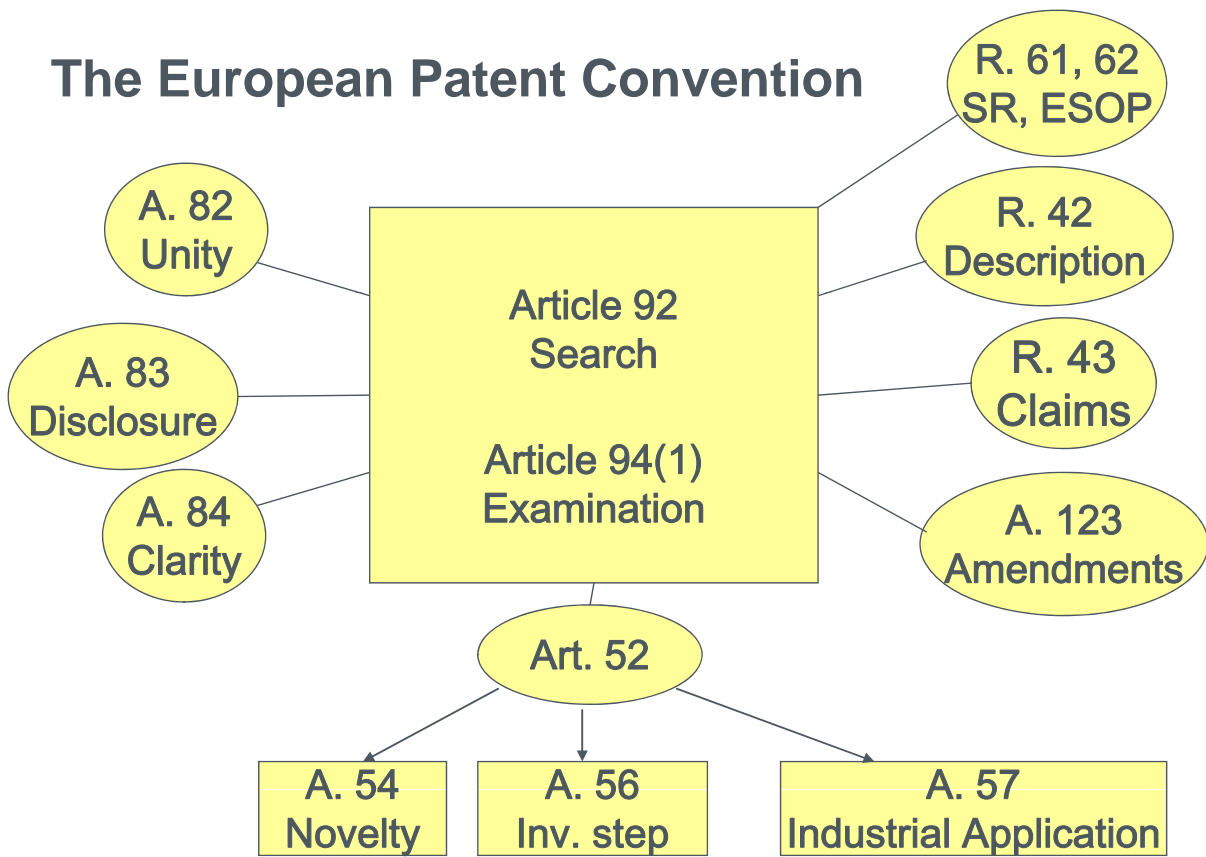 The European Patent Convention
R. 61, 62
SR, ESOP
A. 82
Unity
R. 42
Description
Article 92
Search
A. 83
Disclosure
R. 43
Claims
Article 94(1)
Examination
A. 84
Clarity
A. 123
Amendments
Art. 52
A. 54
Novelty
A. 56
Inv. step
A. 57
Industrial Application